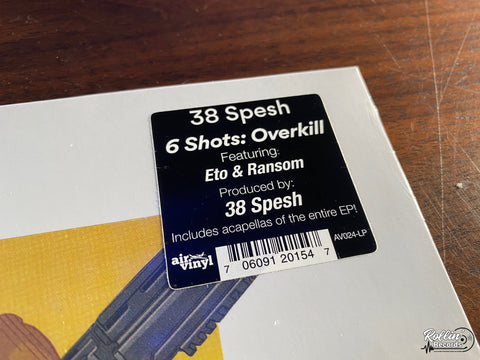 38 Spesh
6 Shots: Overkill
Featuring:
Eto & Ransom
Produced by:
38 Spesh
Includes acapellas of the entire EP!
air vinyl
7 06091 20154 7
AV024-LP
Rollin'
Records